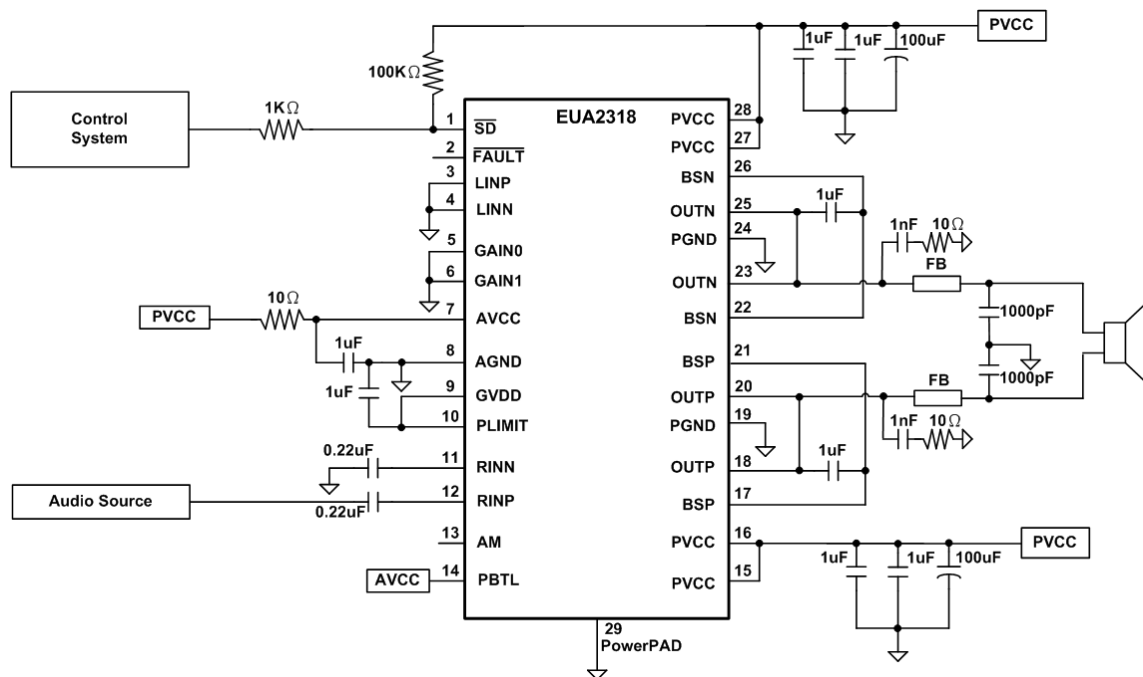 PVCC
1uF
1uF
100uF
100KΩ
Control
System
1KΩ
EUA2318
1
SD
2
FAULT
3
LINP
4
LINN
5
GAIN0
6
GAIN1
PVCC
10Ω
7
AVCC
1uF
8
AGND
1uF
9
GVDD
10
PLIMIT
0.22uF
11
RINN
Audio Source
0.22uF
12
RINP
13
AM
AVCC
14
PBTL
28
PVCC
27
PVCC
26
BSN
25
OUTN
1uF
24
PGND
1nF
10Ω
23
OUTN
FB
22
BSN
1000pF
21
BSP
1000pF
20
OUTP
FB
19
PGND
1nF
10Ω
18
OUTP
1uF
17
BSP
16
PVCC
PVCC
15
PVCC
1uF
1uF
100uF
29
PowerPAD